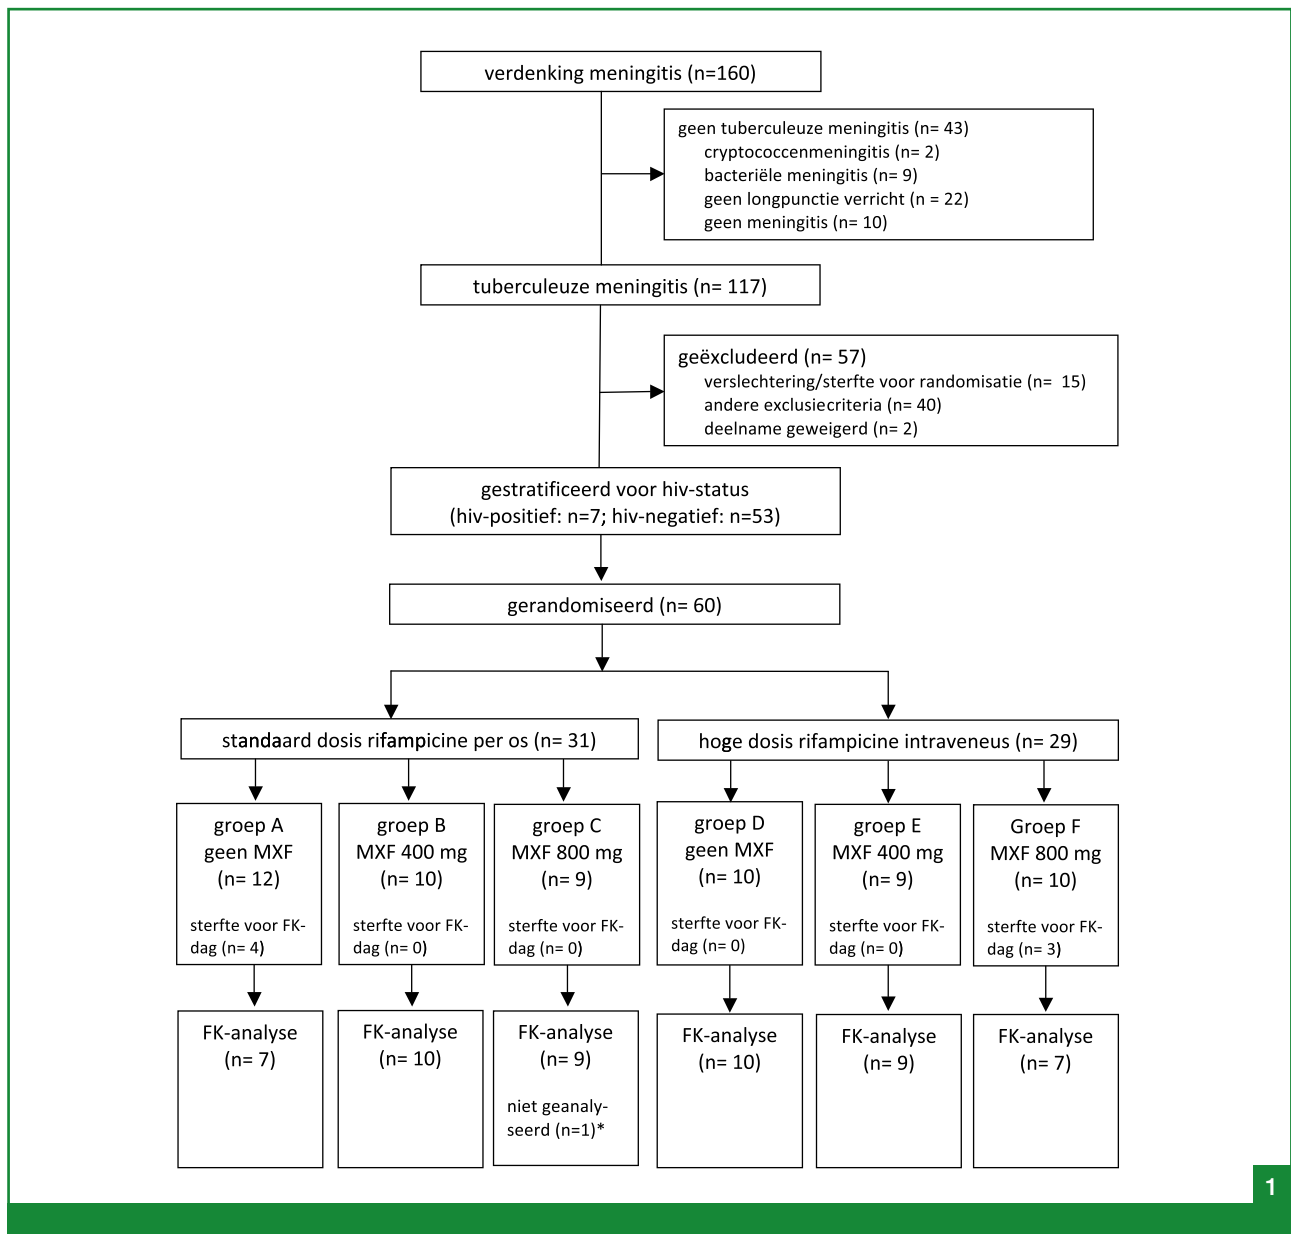 verdenking meningitis (n=160)
geen tuberculeuze meningitis (n= 43)
cryptococcenmeningitis (n= 2)
bacteriële meningitis (n= 9)
geen longpunctie verricht (n = 22)
geen meningitis (n= 10)
tuberculeuze meningitis (n= 117)
geëxcludeerd (n= 57)
verslechtering/sterfte voor randomisatie (n=  15)
andere exclusiecriteria (n= 40)
deelname geweigerd (n= 2)
gestratificeerd voor hiv-status
(hiv-positief: n=7; hiv-negatief: n=53)
gerandomiseerd (n= 60)
standaard dosis rifampicine per os (n= 31)
hoge dosis rifampicine intraveneus (n= 29)
groep A
geen MXF
(n= 12)
sterfte voor FK-
dag (n= 4)
groep B
MXF 400 mg
(n= 10)
sterfte voor FK-
dag (n= 0)
groep C
MXF 800 mg
(n= 9)
sterfte voor FK-
dag (n= 0)
groep D
geen MXF
(n= 10)
sterfte voor FK-
dag (n= 0)
groep E
MXF 400 mg
(n= 9)
sterfte voor FK-
dag (n= 0)
Groep F
MXF 800 mg
(n= 10)
sterfte voor FK-
dag (n= 3)
FK-analyse
(n= 7)
FK-analyse
(n= 10)
FK-analyse
(n= 9)
niet geanaly-
seerd (n=1)*
FK-analyse
(n= 10)
FK-analyse
(n= 9)
FK-analyse
(n= 7)
1